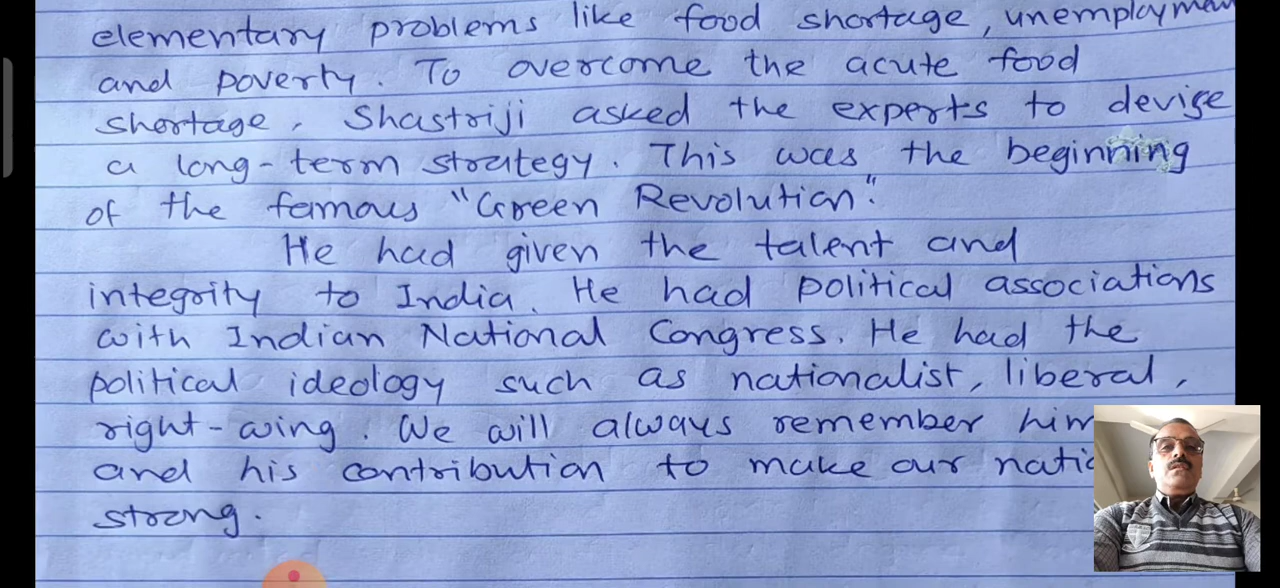 elementary problems like food shortage, unemploymen
and poverty. To overcome the acute food
shortage, Shastriji asked the experts to devise
a long-term strategy. This was the beginning
of the famous "Green Revolution".
He had given the talent and
integrity to India. He had political associations
with Indian National Congress. He had the
political ideology such as nationalist, liberal,
right-wing. We will always remember him
and his contribution to make our natio
strong.